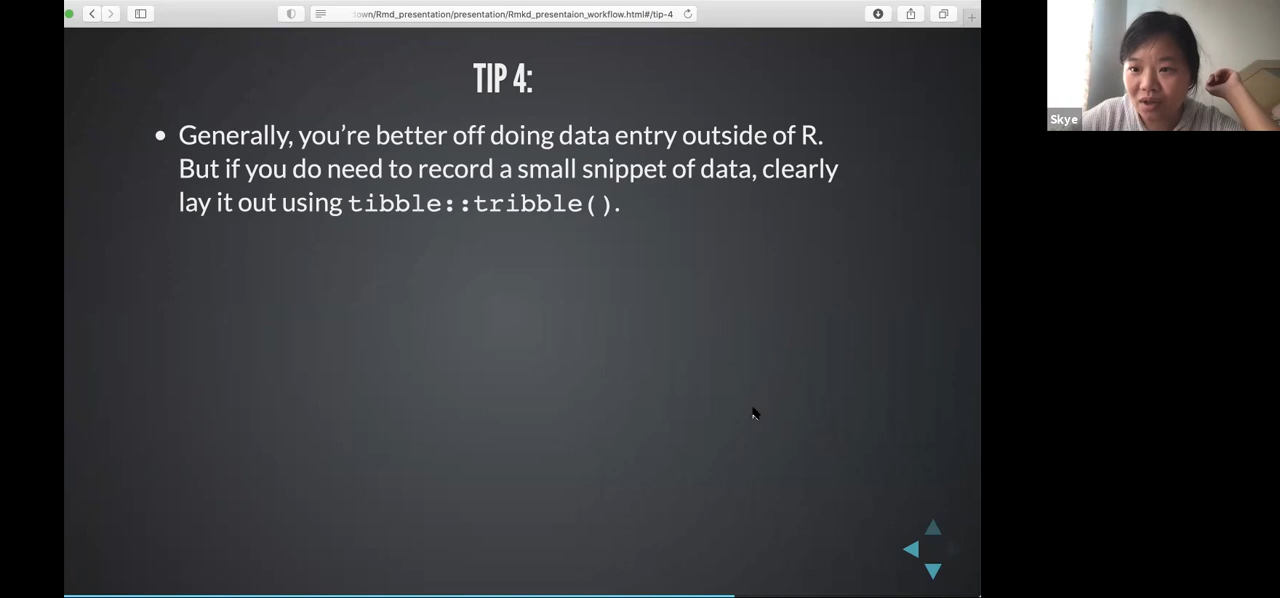 :own/Rmd_presentation/presentation/Rmkd_presentaion_workflow.html#/tip-4
Skye
TIP 4:
Generally, you’re better off doing data entry outside of R.
But if you do need to record a small snippet of data, clearly
lay it out using tibble::tribble().